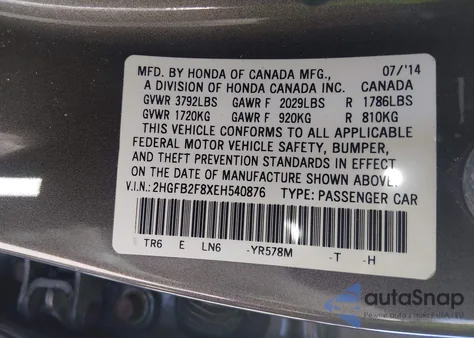 MFD. BY HONDA OF CANADA MFG., 07/'14
A DIVISION OF HONDA CANADA INC. CANADA
GVWR 3792LBS GAWR F 2029LBS R 1786LBS
GVWR 1720KG GAWR F 920KG R 810KG
THIS VEHICLE CONFORMS TO ALL APPLICABLE
FEDERAL MOTOR VEHICLE SAFETY, BUMPER,
AND THEFT PREVENTION STANDARDS IN EFFECT
ON THE DATE OF MANUFACTURE SHOWN ABOVE.
V.I.N.: 2HGFB2F8XEH540876 TYPE: PASSENGER CAR
TR6 E LN6 -YR578M -T -H
autoSnap